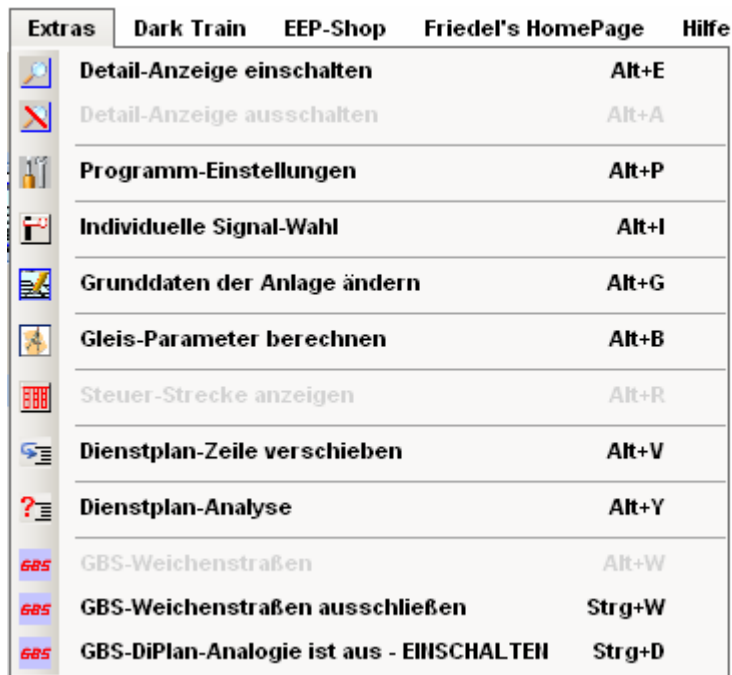 Extras Dark Train EEP-Shop Friedel's HomePage Hilfe
Detail-Anzeige einschalten Alt+E
Detail-Anzeige ausschalten Alt+A
Programm-Einstellungen Alt+P
Individuelle Signal-Wahl Alt+I
Grunddaten der Anlage ändern Alt+G
Gleis-Parameter berechnen Alt+B
Steuer-Strecke anzeigen Alt+R
Dienstplan-Zeile verschieben Alt+V
Dienstplan-Analyse Alt+Y
GBS GBS-Weichenstraßen Alt+W
GBS GBS-Weichenstraßen ausschließen Strg+W
GBS GBS-DiPlan-Analogie ist aus - EINSCHALTEN Strg+D